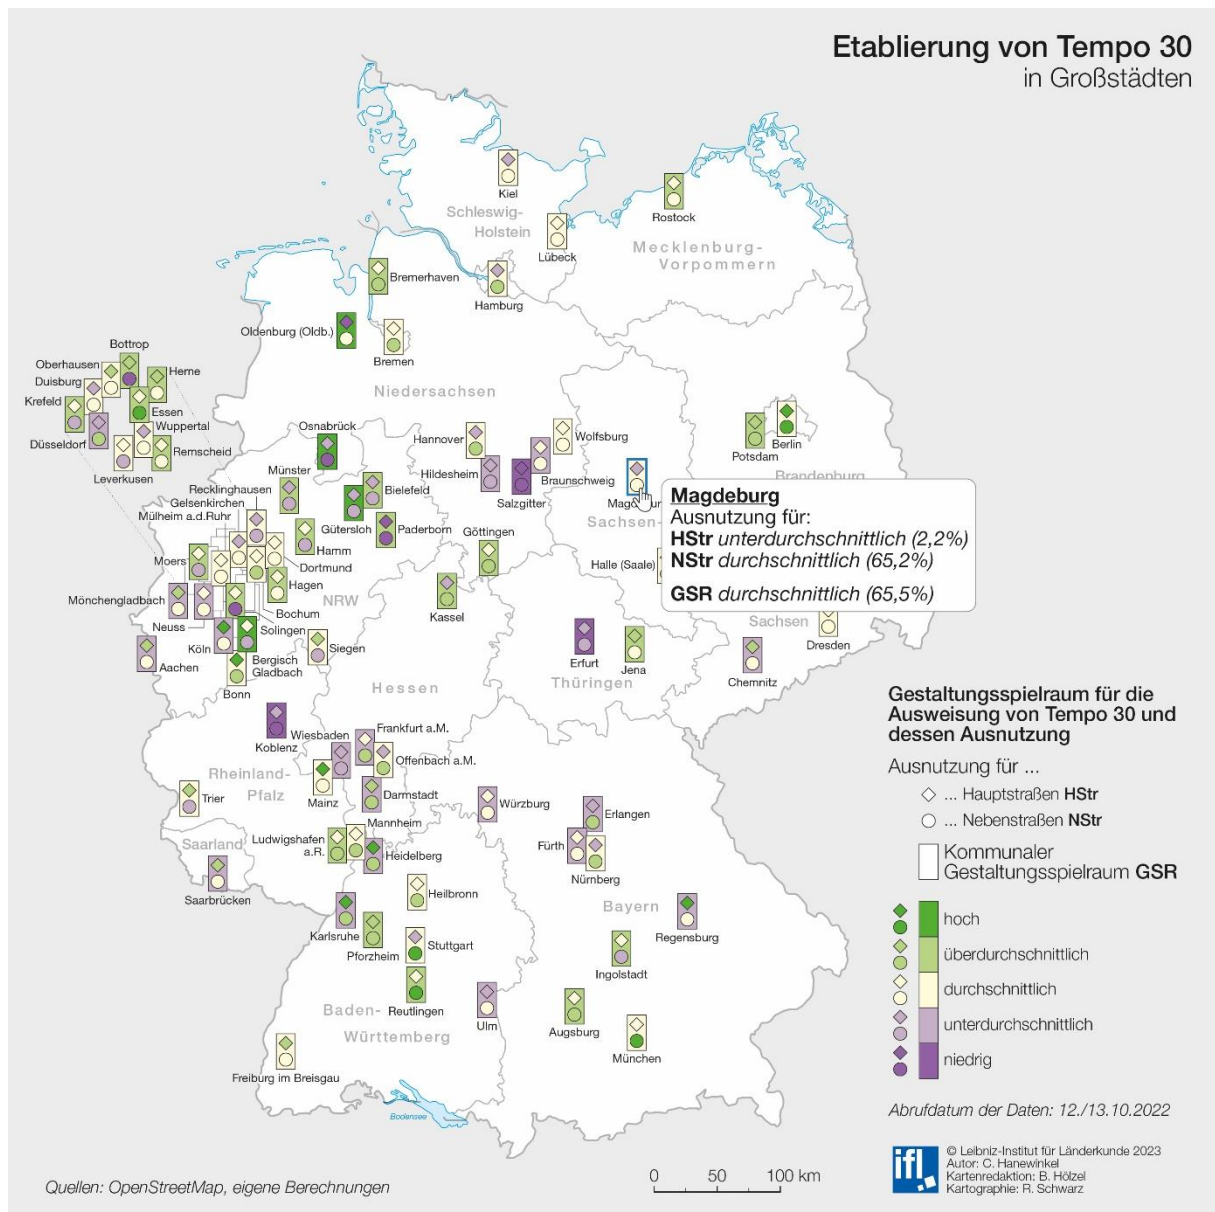 Etablierung von Tempo 30
in Großstädten
Kiel
Schleswig-
Holstein
Rostock
Lübeck
Mecklenburg-
Vorpommern
Bremerhaven
Hamburg
Oldenburg (Oldb.)
Bremen
Bottrop
Oberhausen
Herne
Duisburg
Niedersachsen
Krefeld
Essen
Wuppertal
Düsseldorf
Remscheid
Leverkusen
Osnabrück
Hannover
Wolfsburg
Berlin
Potsdam
Brandenburg
Münster
Hildesheim
Braunschweig
Bielefeld
Recklinghausen
Gelsenkirchen
Mülheim a.d.Ruhr
Salzgitter
Gütersloh
Paderborn
Göttingen
Sachsen-
Magdeburg
Ausnutzung für:
HStr unterdurchschnittlich (2,2%)
NStr durchschnittlich (65,2%)
GSR durchschnittlich (65,5%)
Hamm
Moers
Dortmund
Halle (Saale)
Hagen
Mönchengladbach
NRW
Bochum
Kassel
Neuss
Solingen
Sachsen
Köln
Siegen
Dresden
Aachen
Bergisch
Gladbach
Erfurt
Jena
Chemnitz
Bonn
Hessen
Thüringen
Koblenz
Wiesbaden
Frankfurt a.M.
Offenbach a.M.
Rheinland-
Pfalz
Trier
Mainz
Darmstadt
Würzburg
Erlangen
Mannheim
Saarland
Ludwigshafen
a.R.
Heidelberg
Fürth
Nürnberg
Saarbrücken
Heilbronn
Bayern
Karlsruhe
Regensburg
Pforzheim
Stuttgart
Ingolstadt
Reutlingen
Baden-
Württemberg
Ulm
Augsburg
München
Freiburg im Breisgau
Bodensee
Gestaltungsspielraum für die
Ausweisung von Tempo 30 und
dessen Ausnutzung
Ausnutzung für ...
... Hauptstraßen HStr
... Nebenstraßen NStr
Kommunaler
Gestaltungsspielraum GSR
hoch
überdurchschnittlich
durchschnittlich
unterdurchschnittlich
niedrig
Abrufdatum der Daten: 12./13.10.2022
ifl
© Leibniz-Institut für Länderkunde 2023
Autor: C. Hanewinkel
Kartenredaktion: B. Hölzel
Kartographie: R. Schwarz
0 50 100 km
Quellen: OpenStreetMap, eigene Berechnungen